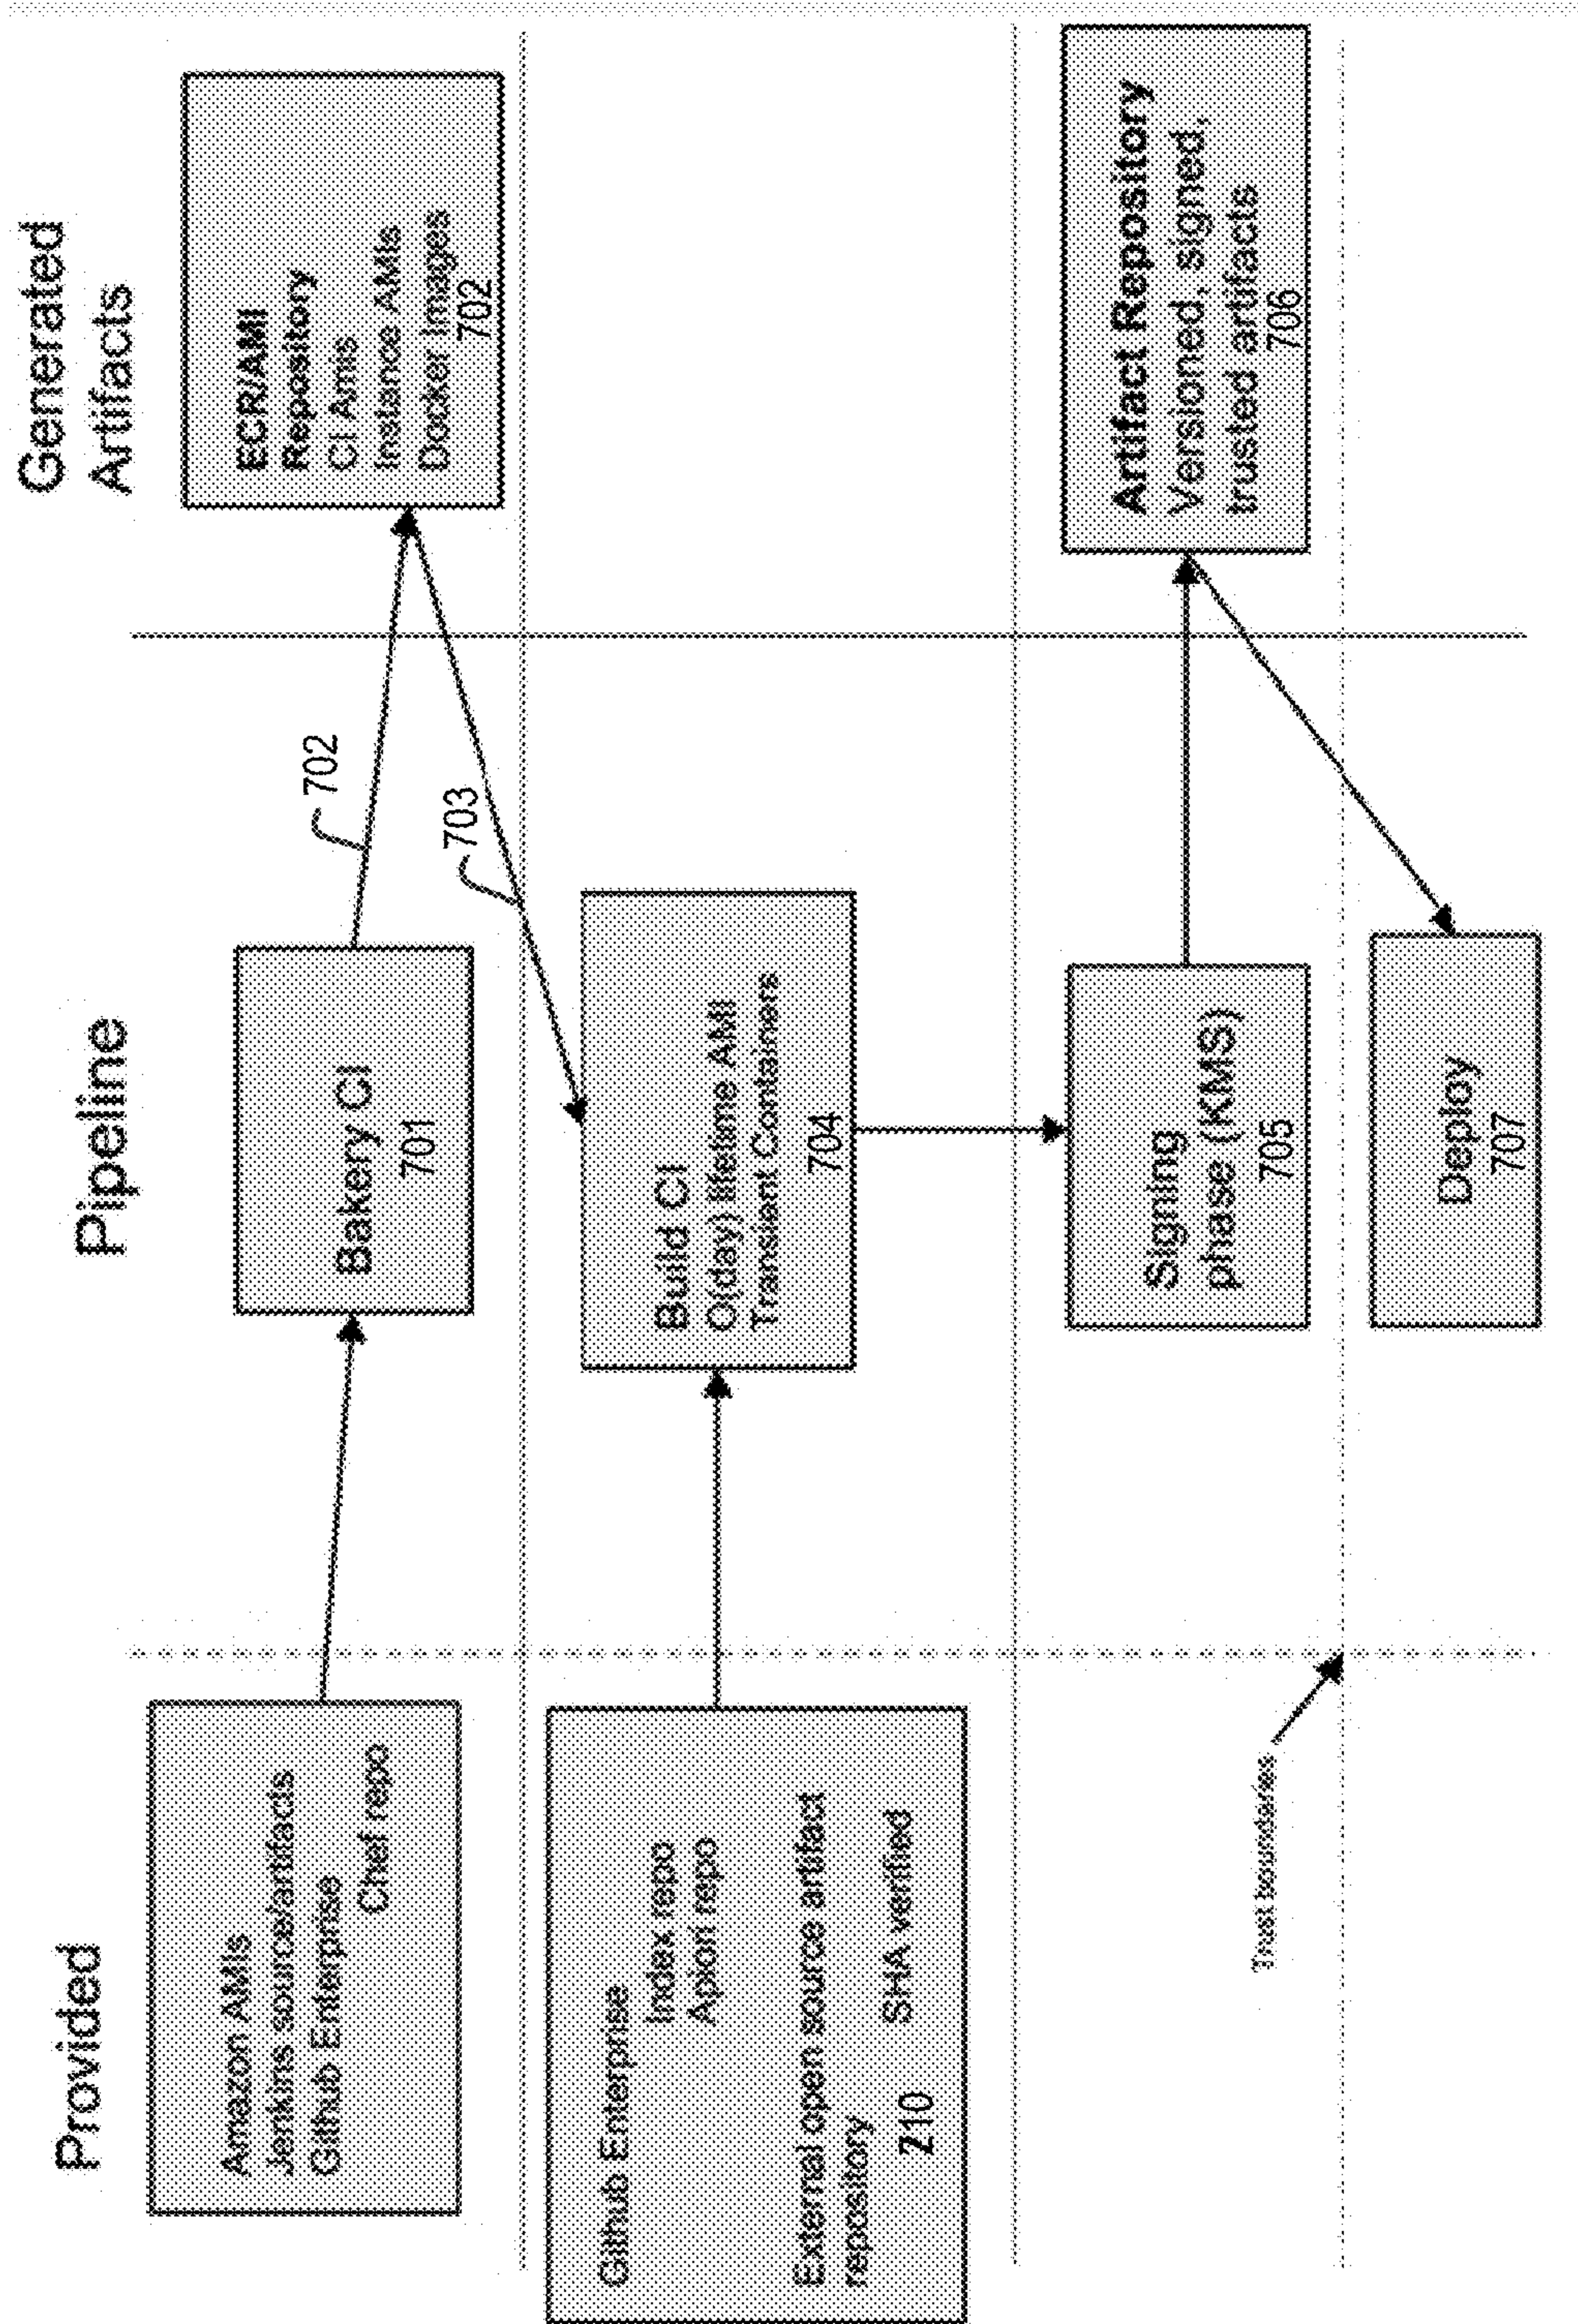 Provided
Pipeline
Generated
Artifacts
Amazon AMIs
Jenkins source/artifacts
Github Enterprise
Chef repo
Bakery CI
701
702
ECR/AMI
Repository
CI Amis
Instance AMIs
Docker Images
702
703
Github Enterprise
Index repo
Apiori repo
External open source artifact
repository
SHA verified
210
Build CI
O(day) lifetime AMI
Transient Containers
704
Signing
phase (KMS)
705
Artifact Repository
Versioned, signed,
trusted artifacts
706
Trust boundaries
Deploy
707